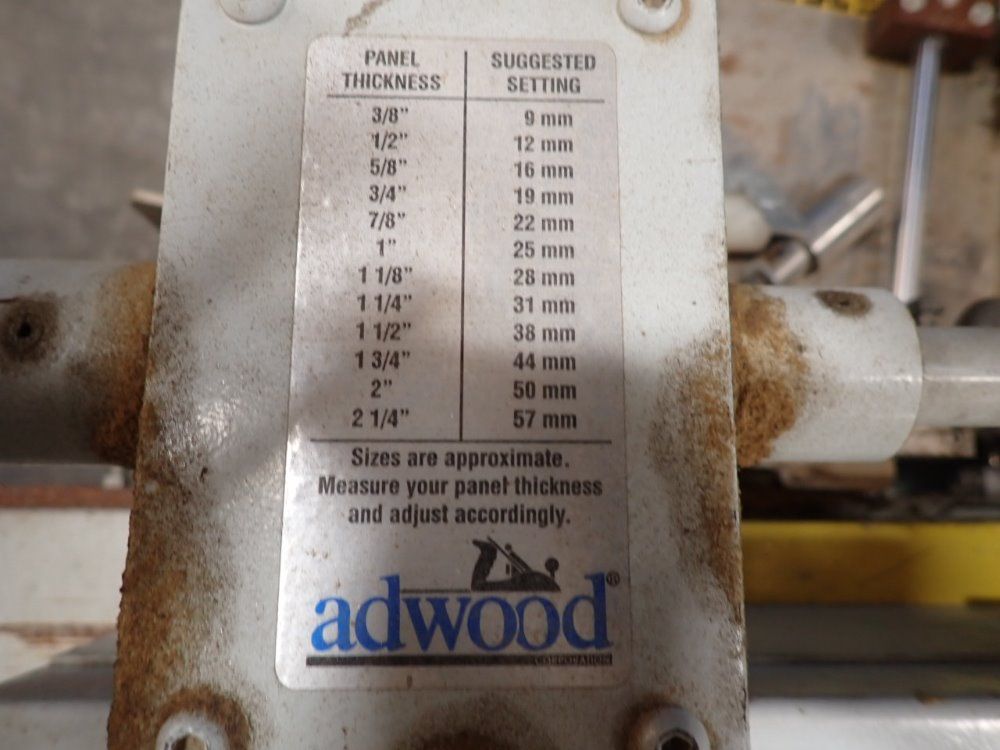 PANEL THICKNESS SUGGESTED SETTING
3/8” 9 mm
1/2” 12 mm
5/8” 16 mm
3/4” 19 mm
7/8” 22 mm
1” 25 mm
1 1/8” 28 mm
1 1/4” 31 mm
1 1/2” 38 mm
1 3/4” 44 mm
2” 50 mm
2 1/4” 57 mm
Sizes are approximate.
Measure your panel thickness
and adjust accordingly.
adwood®
CORPORATION